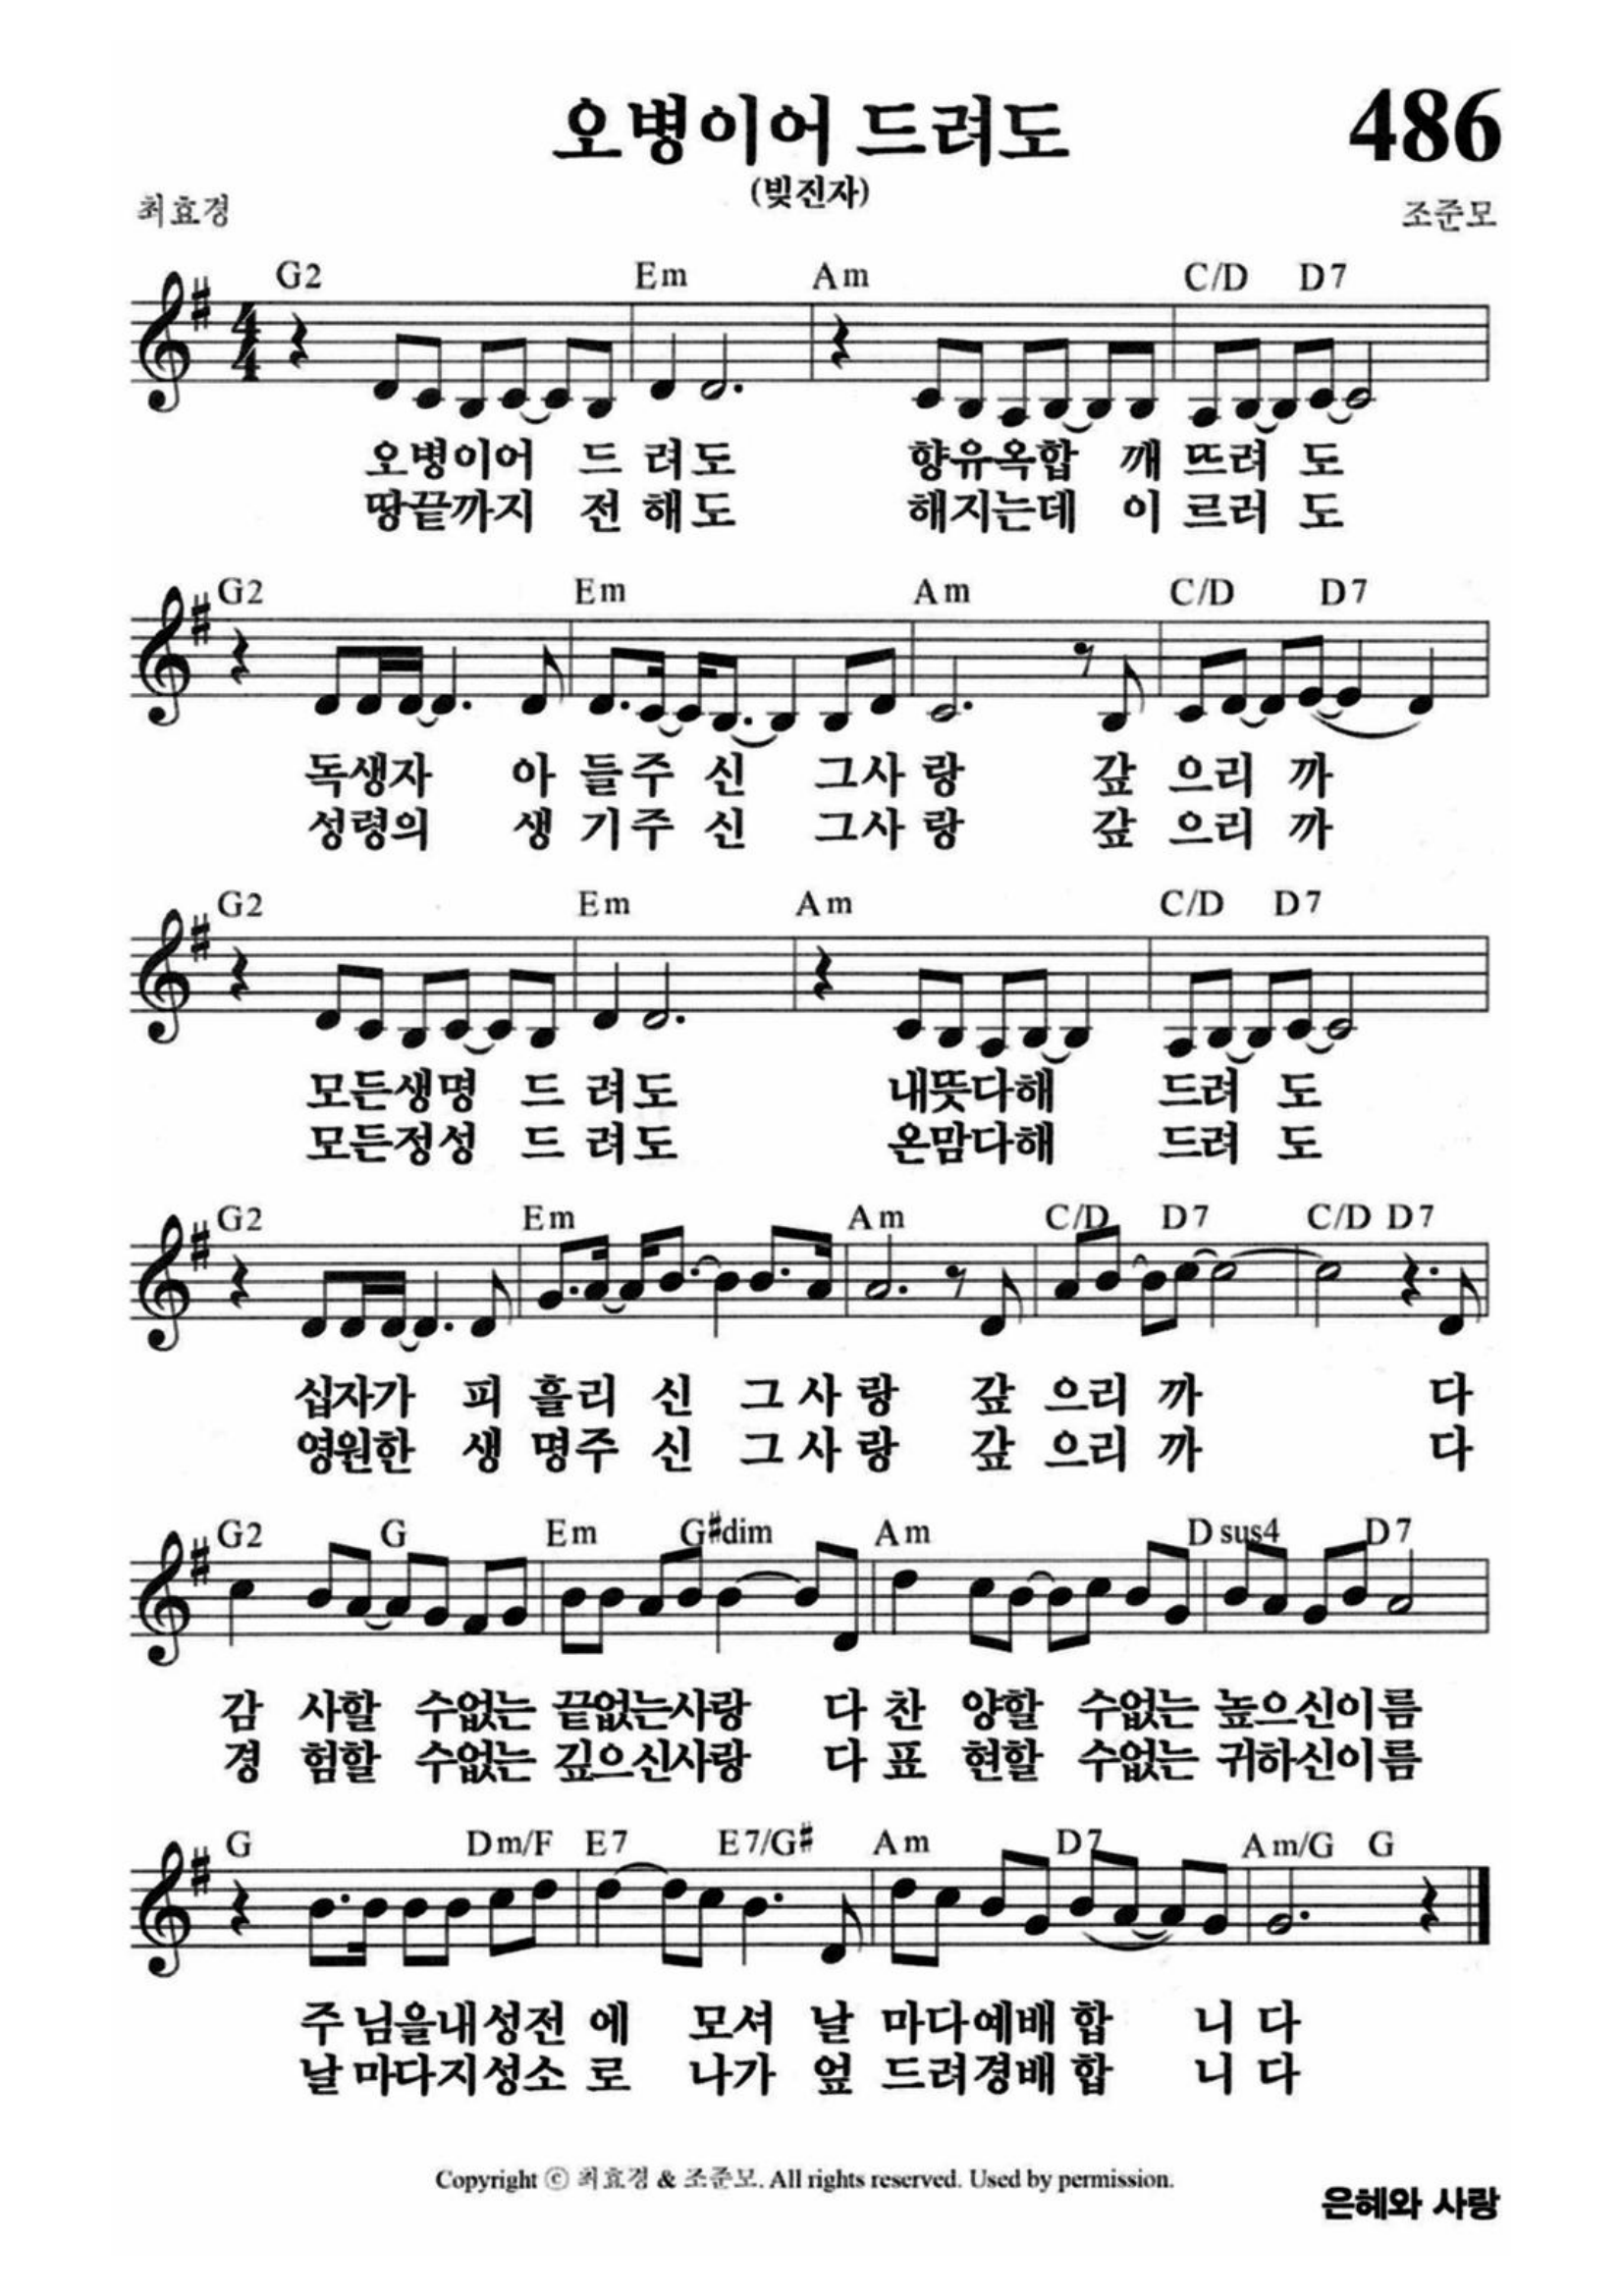 오병이어 드려도
486
(빚진자)
최효경
조준모
G2 Em Am C/D D7
오병이어 드 려도 향유옥합 깨 뜨려 도
땅끝까지 전 해도 해지는데 이 르러 도
G2 Em Am C/D D7
독생자 아 들주 신 그사 랑 갚 으리 까
성령의 생 기주 신 그사 랑 갚 으리 까
G2 Em Am C/D D7
모든생명 드 려도 내뜻다해 드려 도
모든정성 드 려도 온맘다해 드려 도
G2 Em Am C/D D7 C/D D7
십자가 피 흘리 신 그 사 랑 갚 으리 까 다
영원한 생 명주 신 그 사 랑 갚 으리 까 다
G2 G Em G#dim Am Dsus4 D7
감 사할 수없는 끝없는사랑 다 찬 양할 수없는 높으신이름
경 험할 수없는 깊으신사랑 다 표 현할 수없는 귀하신이름
G Dm/F E7 E7/G# Am D7 Am/G G
주 님을내성전 에 모셔 날 마다예배 합 니 다
날 마다지성소 로 나가 엎 드려경배 합 니 다
Copyright ⓒ 최효경 & 조준모. All rights reserved. Used by permission.
은혜와 사랑